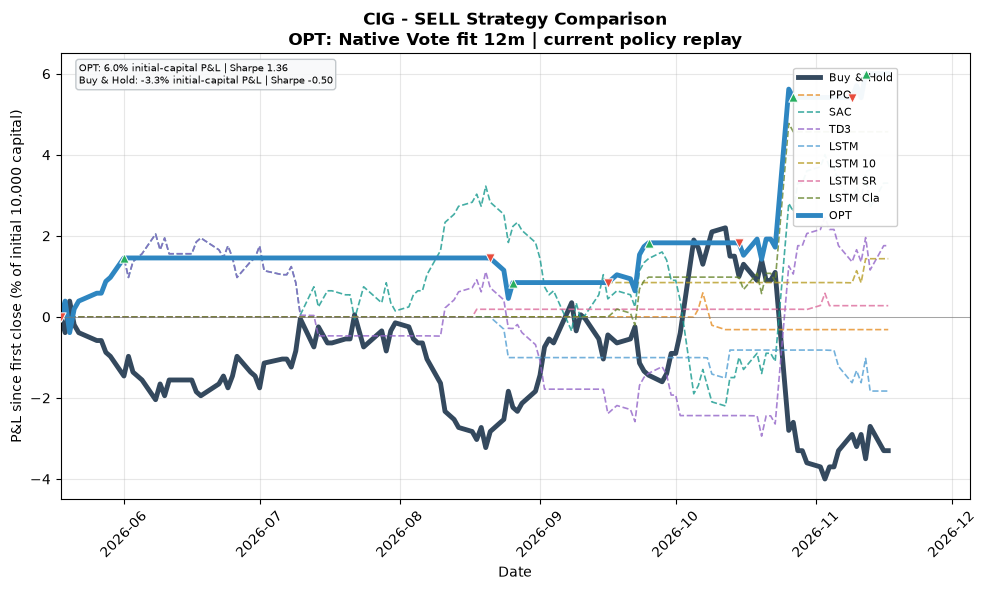 CIG - SELL Strategy Comparison
OPT: Native Vote fit 12m | current policy replay
OPT: 6.0% initial-capital P&L | Sharpe 1.36
Buy & Hold: -3.3% initial-capital P&L | Sharpe -0.50
Buy & Hold
PPO
SAC
TD3
LSTM
LSTM 10
LSTM SR
LSTM Cla
OPT
P&L since first close (% of initial 10,000 capital)
6
4
2
0
−2
−4
2026-06
2026-07
2026-08
2026-09
2026-10
2026-11
2026-12
Date